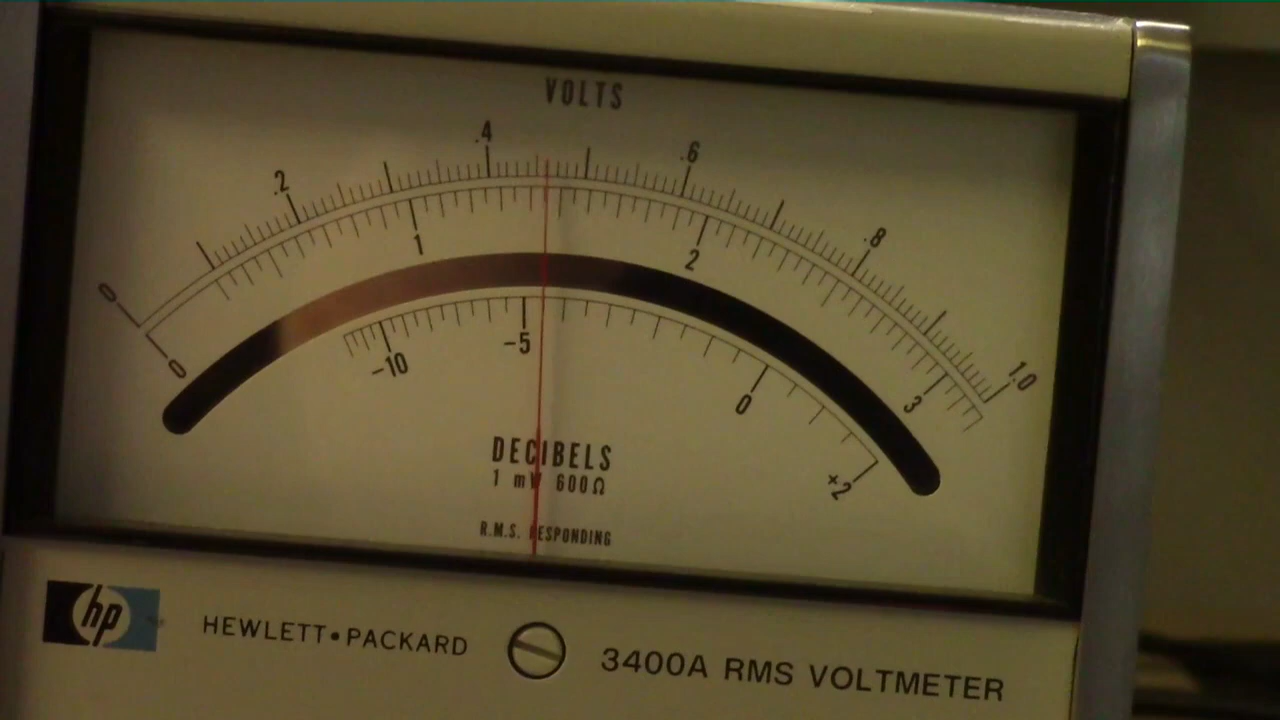 VOLTS
0 .2 .4 .6 .8 1.0
0 1 2 3
-10 -5 0 +2
DECIBELS
1 mW 600Ω
R.M.S. RESPONDING
hp HEWLETT•PACKARD 3400A RMS VOLTMETER